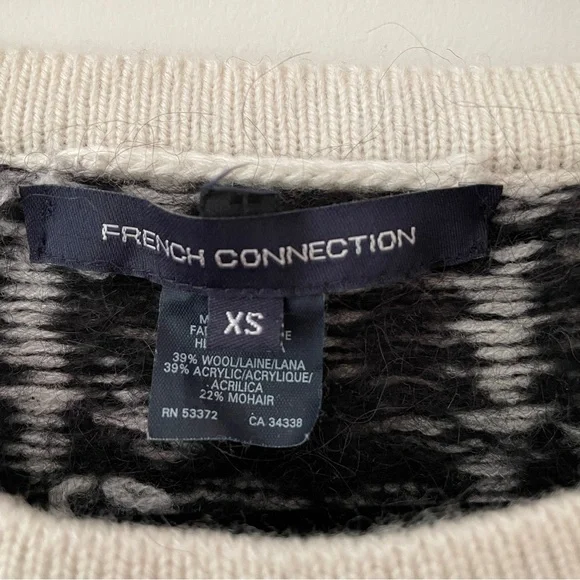 FRENCH CONNECTION
XS
39% WOOL/LAINE/LANA
39% ACRYLIC/ACRYLIQUE/
ACRILICA
22% MOHAIR
RN 53372 CA 34338